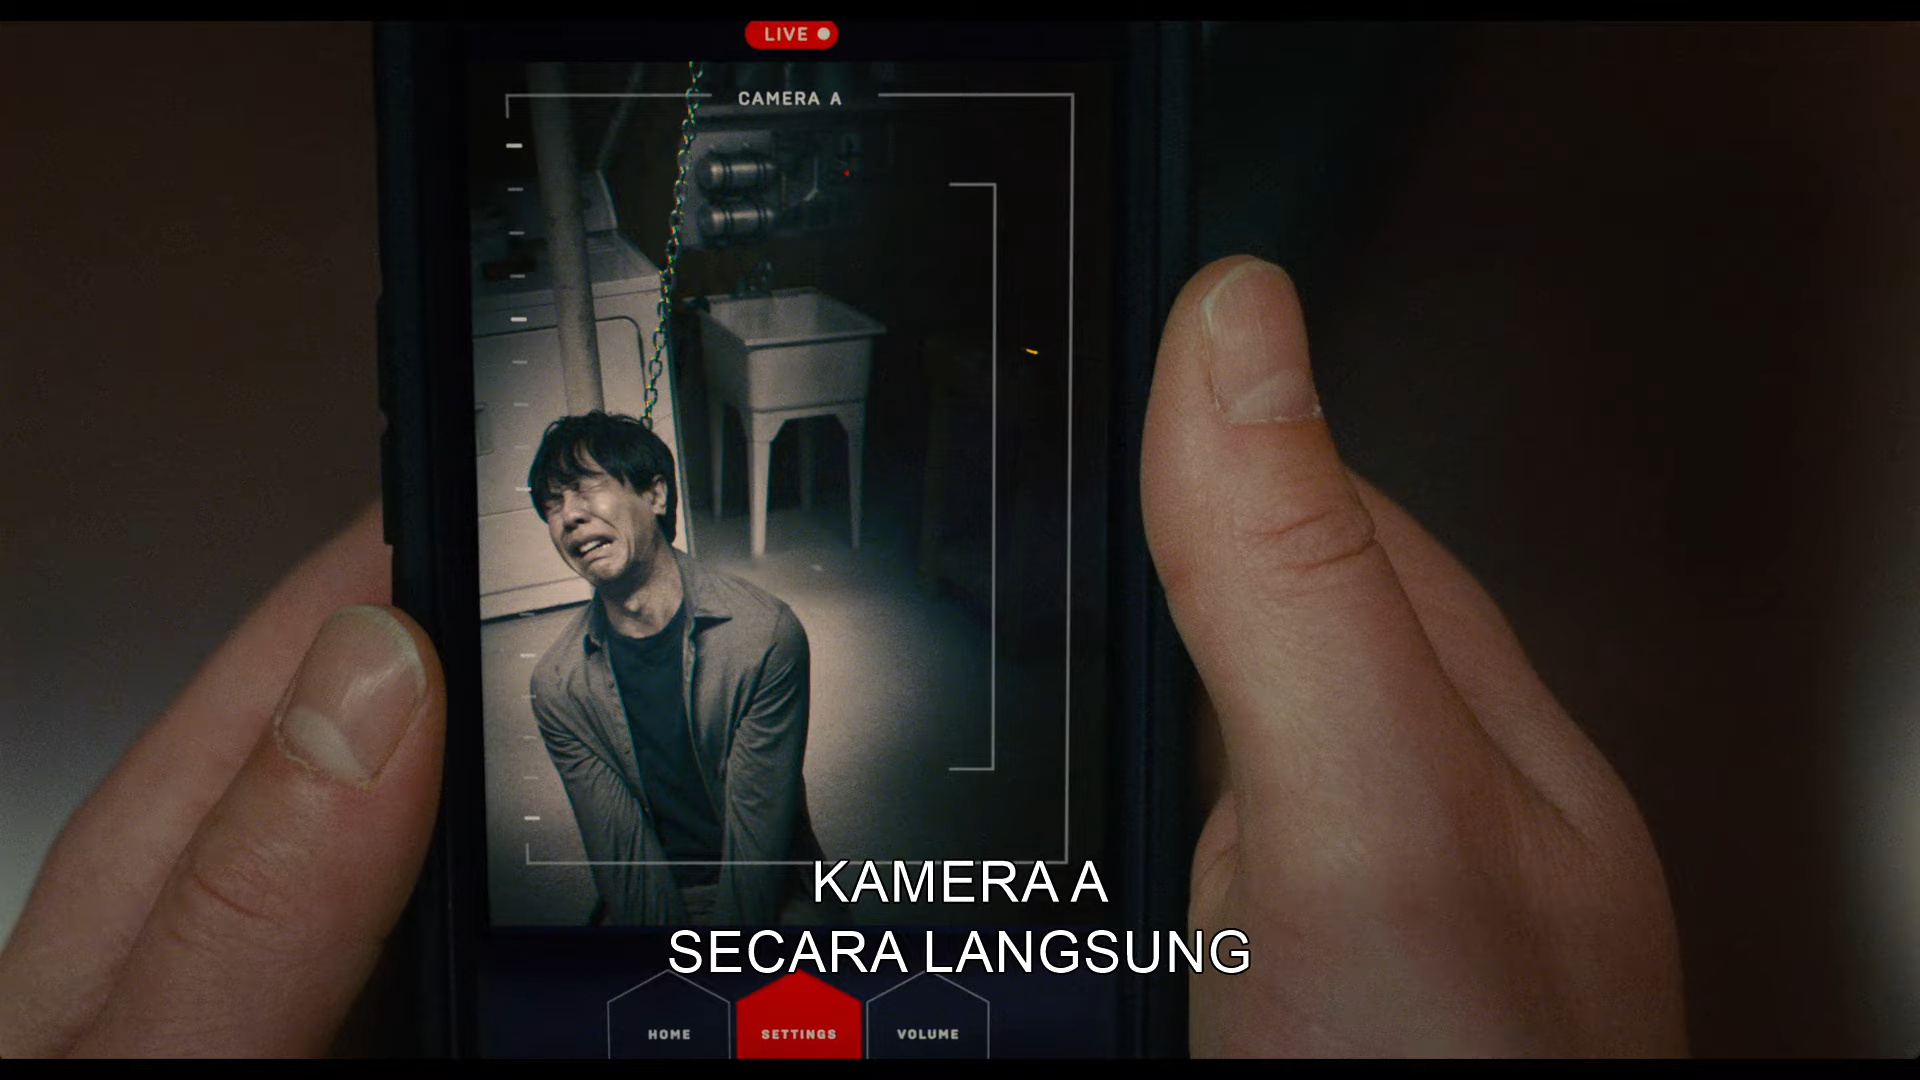 LIVE
CAMERA A
KAMERA A
SECARA LANGSUNG
HOME
SETTINGS
VOLUME